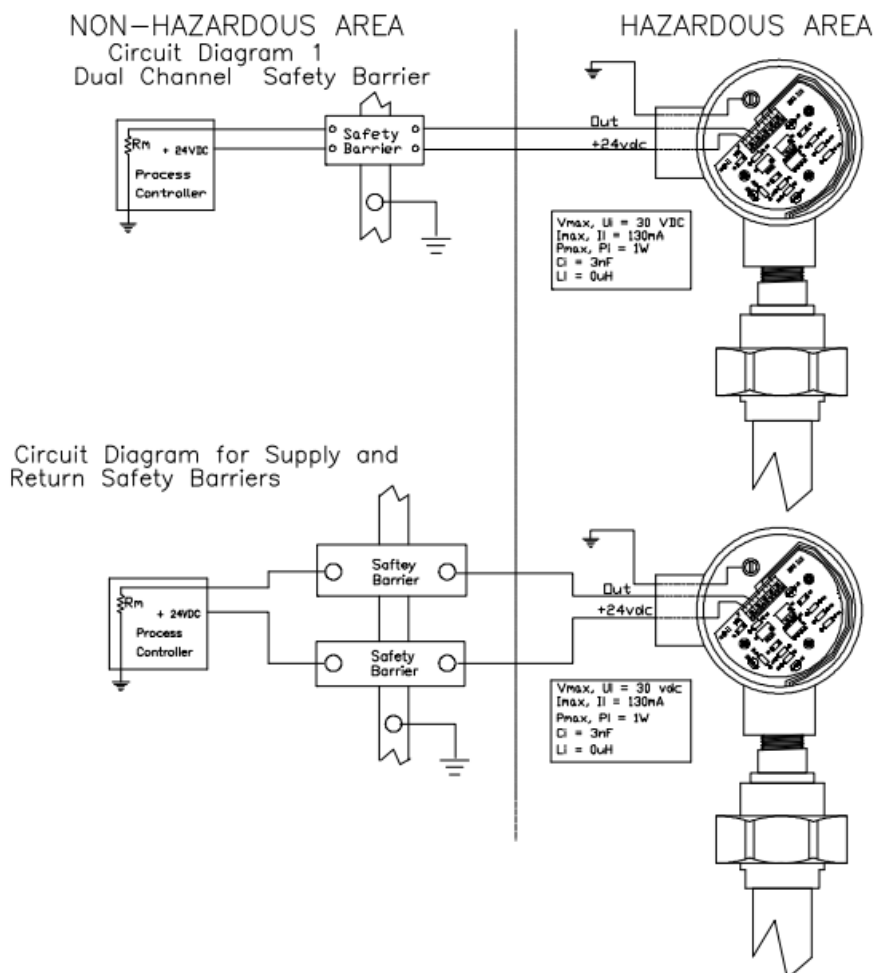 NON-HAZARDOUS AREA
HAZARDOUS AREA
Circuit Diagram 1
Dual Channel Safety Barrier
Rm
+ 24VDC
Process
Controller
Safety
Barrier
Out
+24vdc
Vmax, Ui = 30 VDC
Imax, Ii = 130mA
Pmax, Pi = 1W
Ci = 3nF
Li = 0uH
Circuit Diagram for Supply and
Return Safety Barriers
Rm
+ 24VDC
Process
Controller
Saftey
Barrier
Safety
Barrier
Out
+24vdc
Vmax, Ui = 30 vdc
Imax, Ii = 130mA
Pmax, Pi = 1W
Ci = 3nF
Li = 0uH